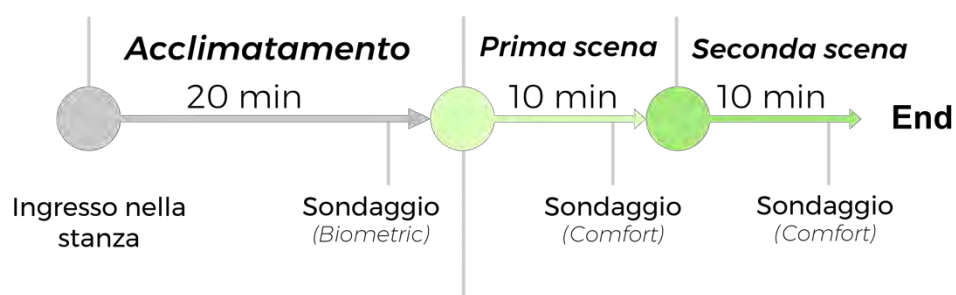 Acclimatamento
Prima scena
Seconda scena
20 min
10 min
10 min
End
Ingresso nella
stanza
Sondaggio
(Biometric)
Sondaggio
(Comfort)
Sondaggio
(Comfort)